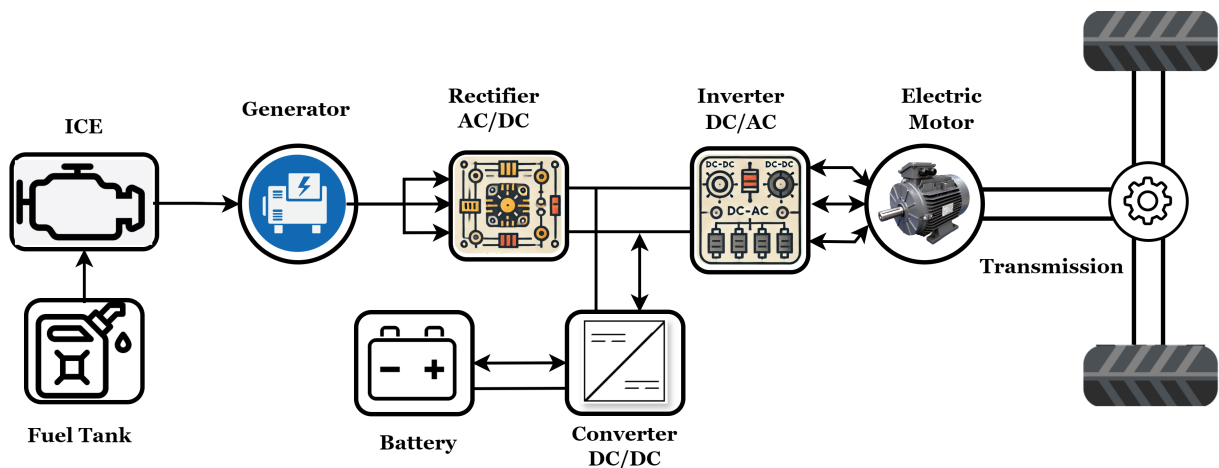 ICE
Generator
Rectifier
AC/DC
Inverter
DC/AC
Electric
Motor
DC-DC DC-DC
DC-AC
Transmission
Fuel Tank
Battery
Converter
DC/DC